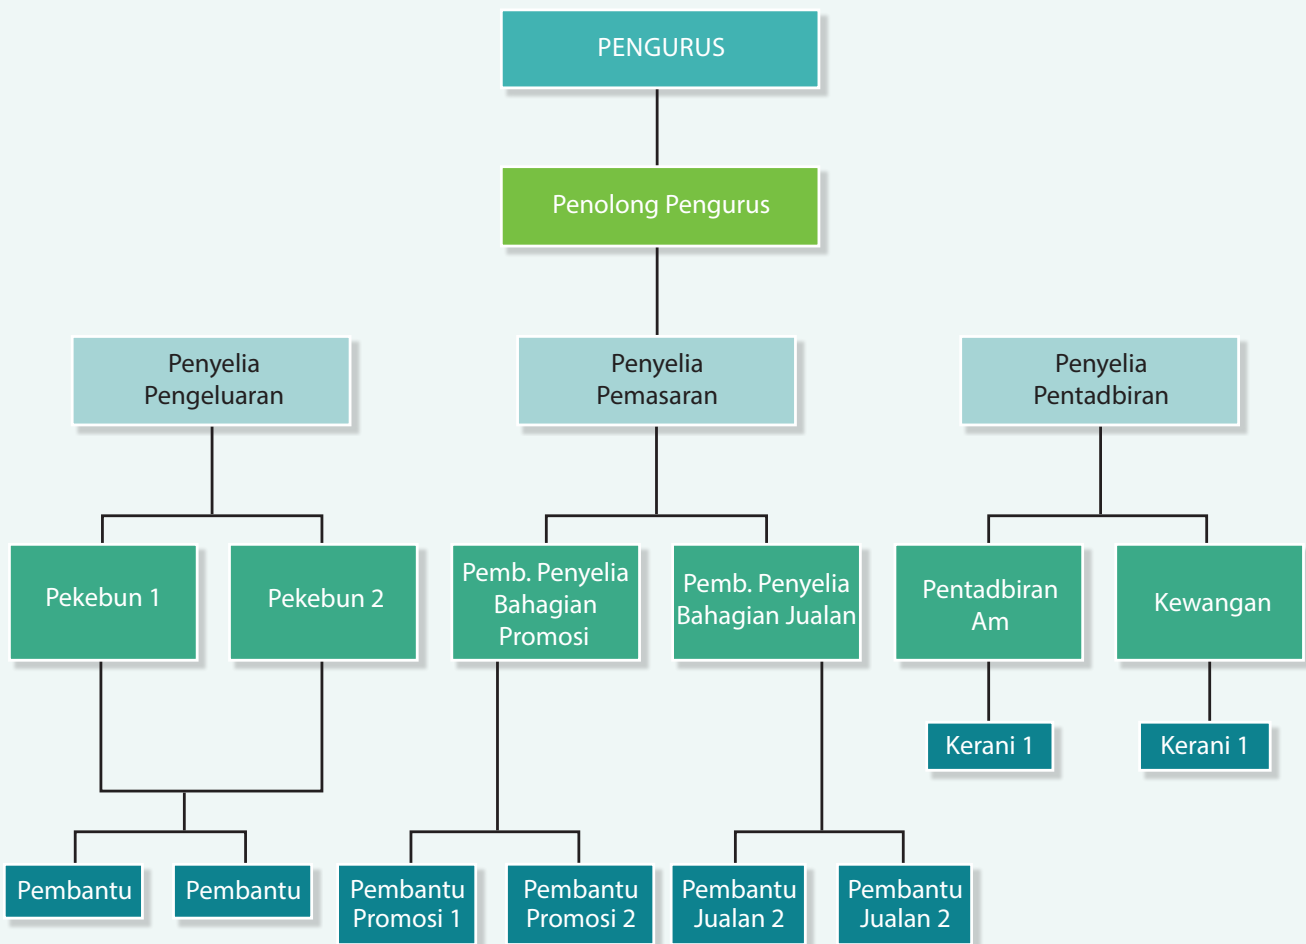 PENGURUS
Penolong Pengurus
Penyelia
Pengeluaran
Penyelia
Pemasaran
Penyelia
Pentadbiran
Pekebun 1
Pekebun 2
Pemb. Penyelia
Bahagian
Promosi
Pemb. Penyelia
Bahagian Jualan
Pentadbiran
Am
Kewangan
Kerani 1
Kerani 1
Pembantu
Pembantu
Pembantu
Promosi 1
Pembantu
Promosi 2
Pembantu
Jualan 2
Pembantu
Jualan 2